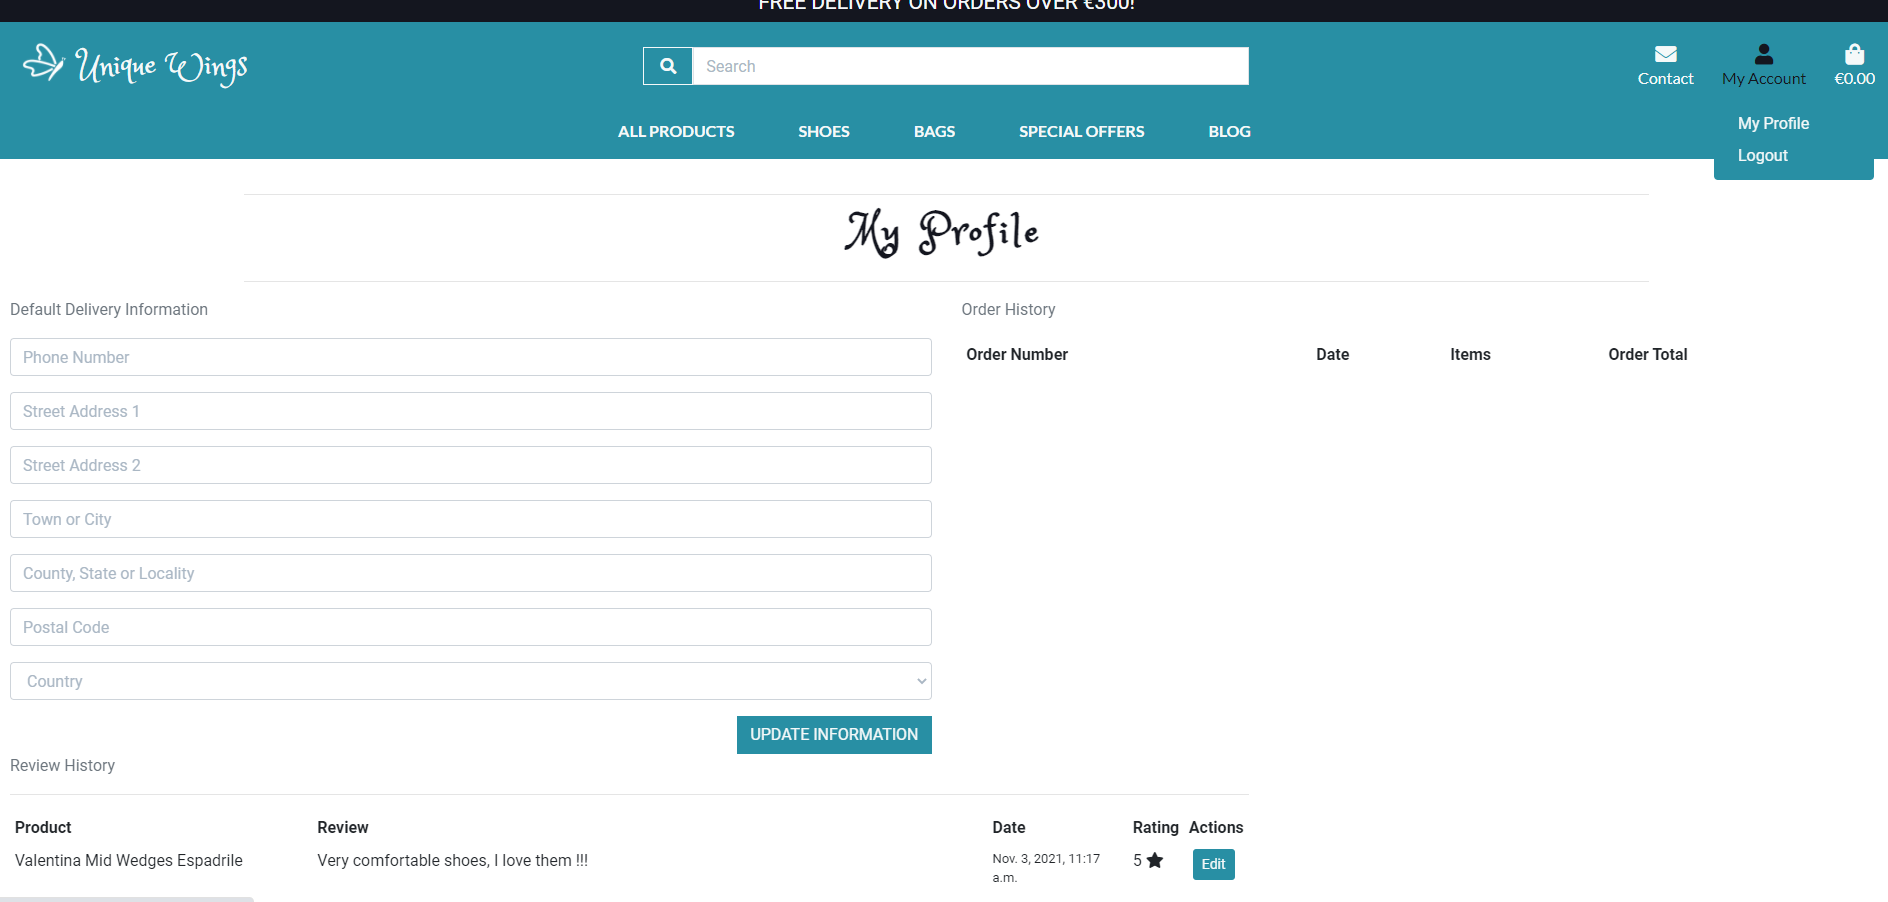 FREE DELIVERY ON ORDERS OVER €300!
Unique Wings
Search
Contact
My Account
€0.00
ALL PRODUCTS
SHOES
BAGS
SPECIAL OFFERS
BLOG
My Profile
Logout
My Profile
Default Delivery Information
Phone Number
Street Address 1
Street Address 2
Town or City
County, State or Locality
Postal Code
Country
UPDATE INFORMATION
Order History
Order Number Date Items Order Total
Review History
Product Review Date Rating Actions
Valentina Mid Wedges Espadrile Very comfortable shoes, I love them !!! Nov. 3, 2021, 11:17 5 Edit
a.m.